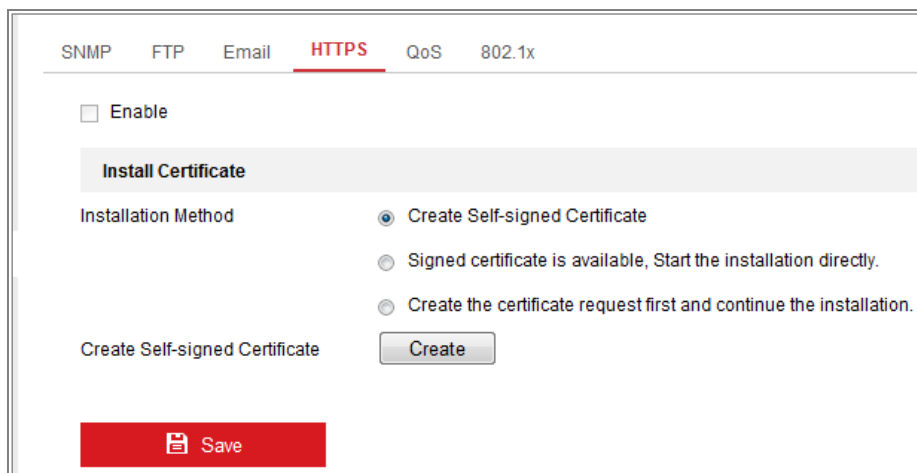 SNMP FTP Email HTTPS QoS 802.1x
Enable
Install Certificate
Installation Method
Create Self-signed Certificate
Signed certificate is available, Start the installation directly.
Create the certificate request first and continue the installation.
Create Self-signed Certificate Create
Save